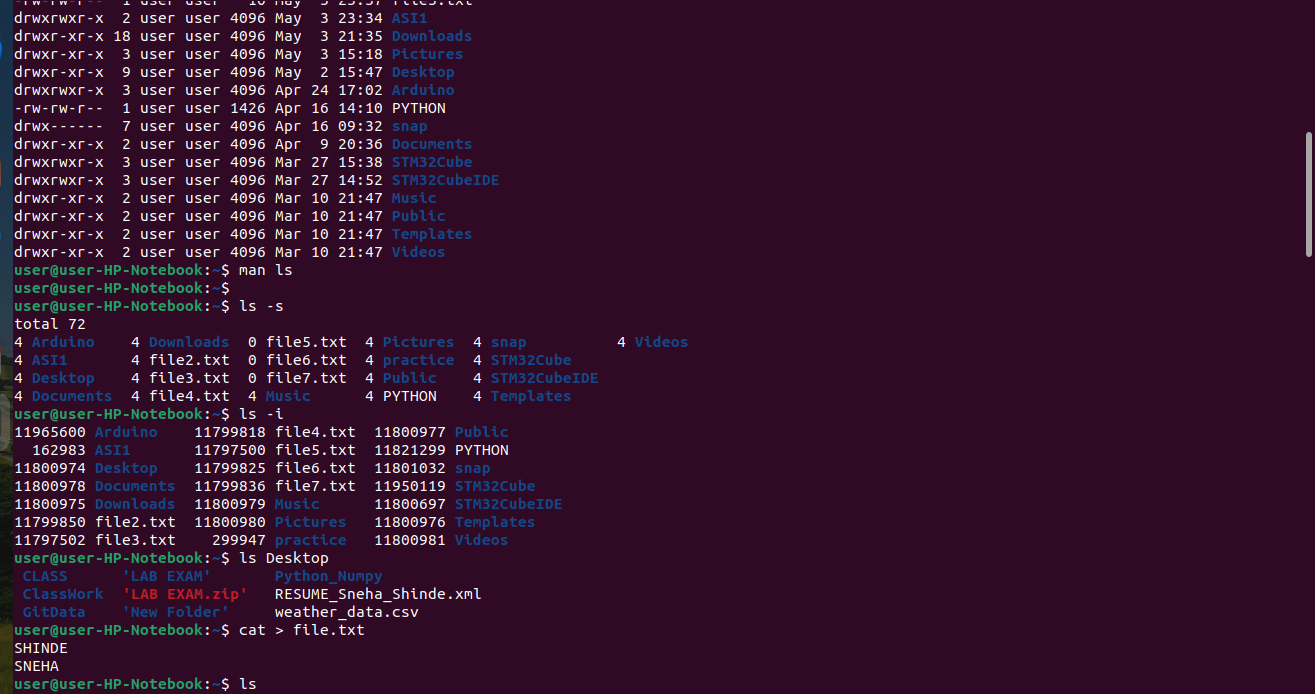 -rw-rw-r-- 1 user user 10 May 3 23:37 file3.txt
drwxrwxr-x  2 user user 4096 May  3 23:34 ASI1
drwxr-xr-x 18 user user 4096 May  3 21:35 Downloads
drwxr-xr-x  3 user user 4096 May  3 15:18 Pictures
drwxr-xr-x  9 user user 4096 May  2 15:47 Desktop
drwxrwxr-x  3 user user 4096 Apr 24 17:02 Arduino
-rw-rw-r--  1 user user 1426 Apr 16 14:10 PYTHON
drwx------  7 user user 4096 Apr 16 09:32 snap
drwxr-xr-x  2 user user 4096 Apr  9 20:36 Documents
drwxrwxr-x  3 user user 4096 Mar 27 15:38 STM32Cube
drwxrwxr-x  3 user user 4096 Mar 27 14:52 STM32CubeIDE
drwxr-xr-x  2 user user 4096 Mar 10 21:47 Music
drwxr-xr-x  2 user user 4096 Mar 10 21:47 Public
drwxr-xr-x  2 user user 4096 Mar 10 21:47 Templates
drwxr-xr-x  2 user user 4096 Mar 10 21:47 Videos
user@user-HP-Notebook:~$ man ls
user@user-HP-Notebook:~$
user@user-HP-Notebook:~$ ls -s
total 72
4 Arduino    4 Downloads  0 file5.txt  4 Pictures  4 snap          4 Videos
4 ASI1       4 file2.txt  0 file6.txt  4 practice  4 STM32Cube
4 Desktop    4 file3.txt  0 file7.txt  4 Public    4 STM32CubeIDE
4 Documents  4 file4.txt  4 Music      4 PYTHON    4 Templates
user@user-HP-Notebook:~$ ls -i
11965600 Arduino    11799818 file4.txt  11800977 Public
  162983 ASI1       11797500 file5.txt  11821299 PYTHON
11800974 Desktop    11799825 file6.txt  11801032 snap
11800978 Documents  11799836 file7.txt  11950119 STM32Cube
11800975 Downloads  11800979 Music      11800697 STM32CubeIDE
11799850 file2.txt  11800980 Pictures   11800976 Templates
11797502 file3.txt    299947 practice   11800981 Videos
user@user-HP-Notebook:~$ ls Desktop
 CLASS      'LAB EXAM'       Python_Numpy
 ClassWork  'LAB EXAM.zip'   RESUME_Sneha_Shinde.xml
 GitData    'New Folder'     weather_data.csv
user@user-HP-Notebook:~$ cat > file.txt
SHINDE
SNEHA
user@user-HP-Notebook:~$ ls